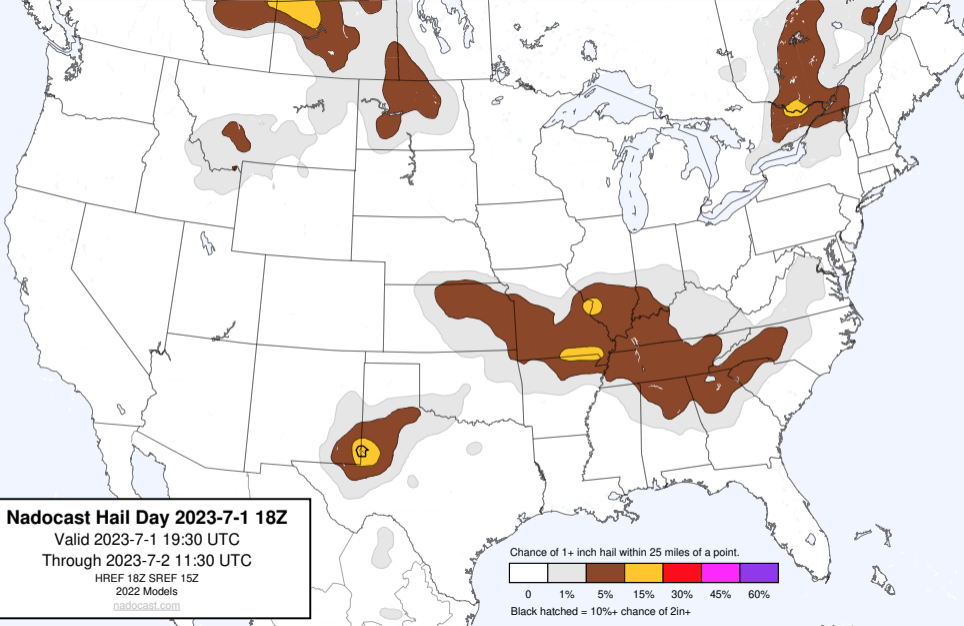 Nadocast Hail Day 2023-7-1 18Z
Valid 2023-7-1 19:30 UTC
Through 2023-7-2 11:30 UTC
HREF 18Z SREF 15Z
2022 Models
nadocast.com
Chance of 1+ inch hail within 25 miles of a point.
0 1% 5% 15% 30% 45% 60%
Black hatched = 10%+ chance of 2in+